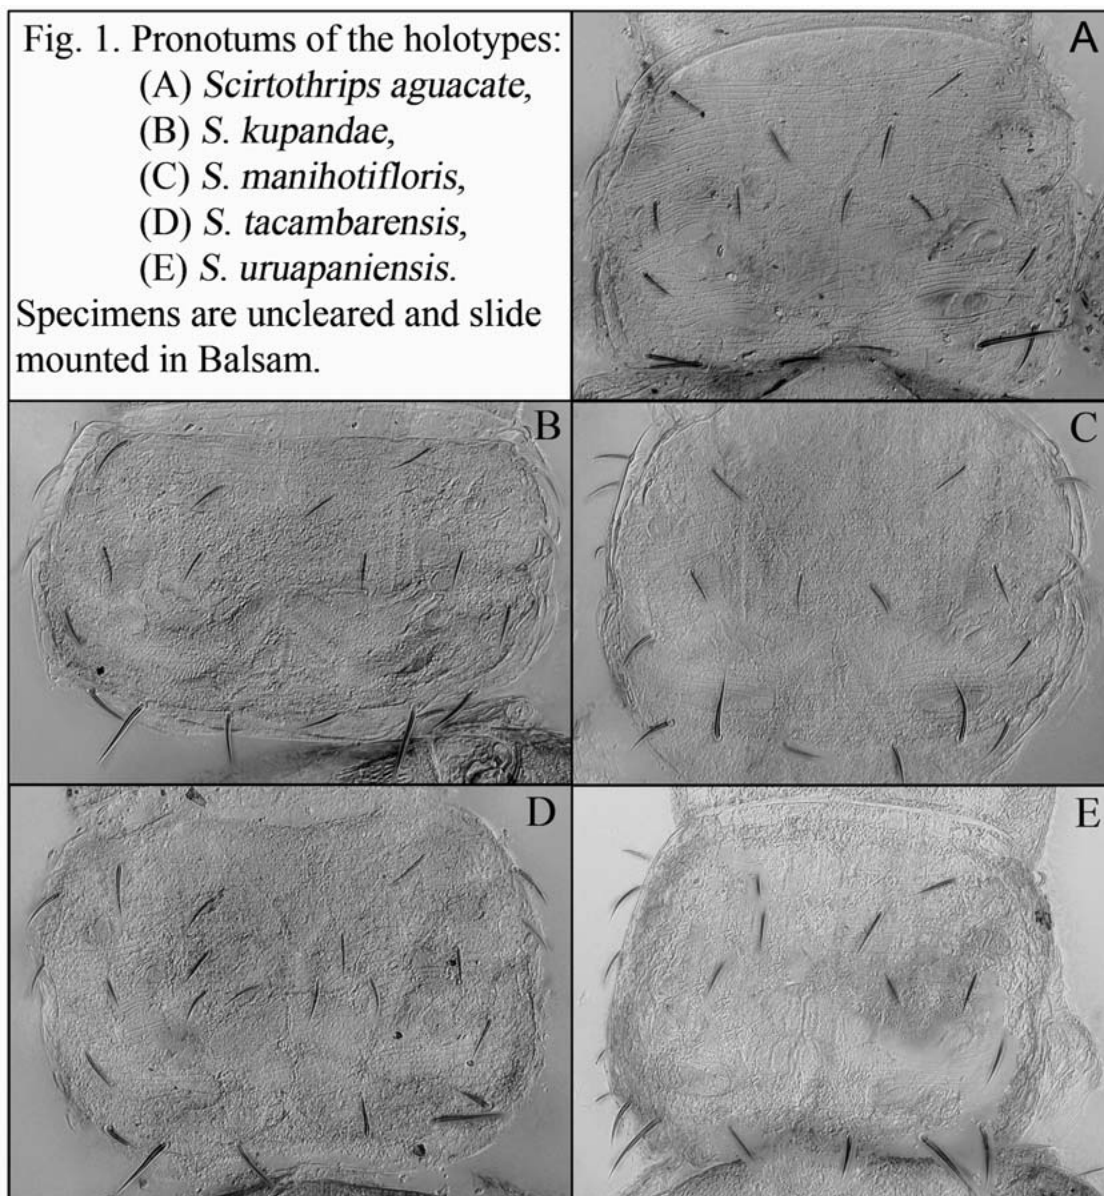 Fig. 1. Pronotums of the holotypes:
(A) Scirtothrips aguacate,
(B) S. kupandae,
(C) S. manihotifloris,
(D) S. tacambarensis,
(E) S. uruapaniensis.
Specimens are uncleared and slide
mounted in Balsam.
A
B
C
D
E